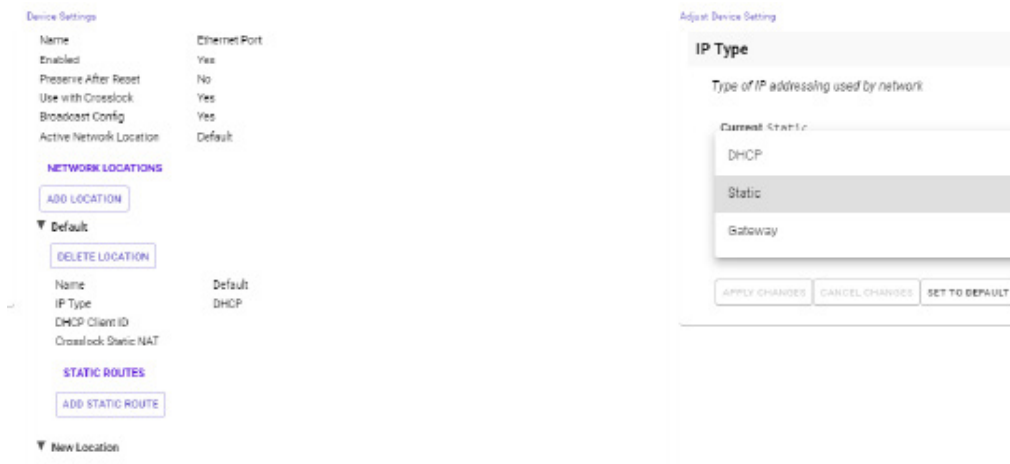 Device Settings
Name Ethernet Port
Enabled Yes
Preserve After Reset No
Use with Crosslock Yes
Broadcast Config Yes
Active Network Location Default
NETWORK LOCATIONS
ADD LOCATION
Default
DELETE LOCATION
Name Default
IP Type DHCP
DHCP Client ID
Crosslock Static NAT
STATIC ROUTES
ADD STATIC ROUTE
New Location
Adjust Device Setting
IP Type
Type of IP addressing used by network
Current Static
DHCP
Static
Gateway
APPLY CHANGES CANCEL CHANGES SET TO DEFAULT